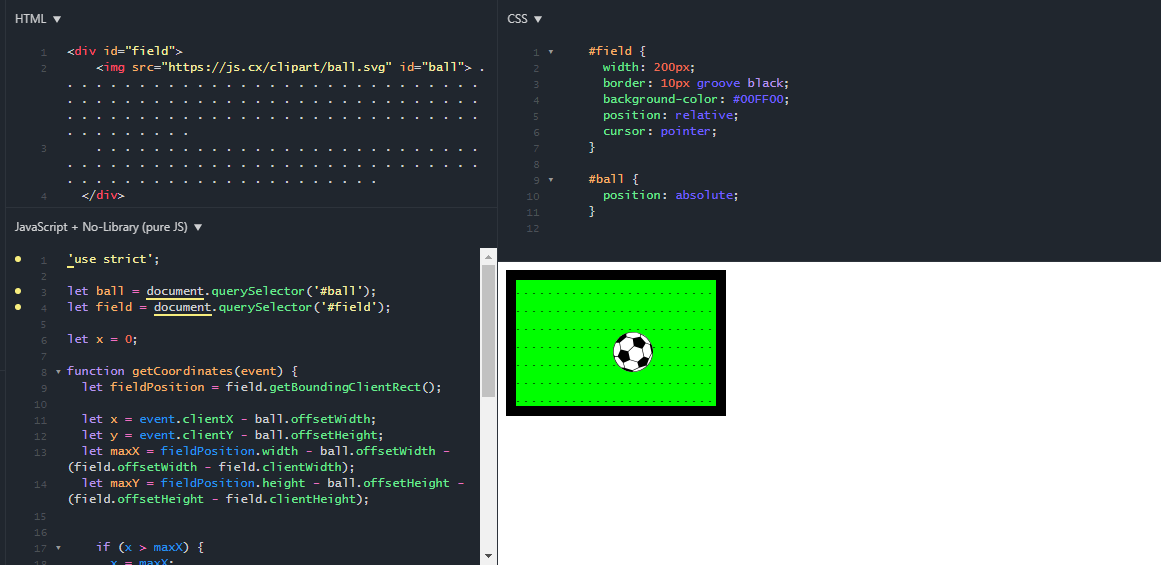 HTML ▼
1 <div id="field">
2 <img src="https://js.cx/clipart/ball.svg" id="ball"> .
. . . . . . . . . . . . . . . . . . . . . . . . . . . . .
. . . . . . . . . . . . . . . . . . . . . . . . . . . . .
. . . . . . . . . . . . . . . . . . . . . . . . . . . . .
. . . . . . . . .
3 . . . . . . . . . . . . . . . . . . . . . . . . . . .
. . . . . . . . . . . . . . . . . . . . . . . . . . . . .
. . . . . . . . . . . . . . . . . . . . . .
4 </div>
CSS ▼
1 #field {
2 width: 200px;
3 border: 10px groove black;
4 background-color: #00FF00;
5 position: relative;
6 cursor: pointer;
7 }
8
9 #ball {
10 position: absolute;
11 }
12
JavaScript + No-Library (pure JS) ▼
1 'use strict';
2
3 let ball = document.querySelector('#ball');
4 let field = document.querySelector('#field');
5
6 let x = 0;
7
8 function getCoordinates(event) {
9 let fieldPosition = field.getBoundingClientRect();
10
11 let x = event.clientX - ball.offsetWidth;
12 let y = event.clientY - ball.offsetHeight;
13 let maxX = fieldPosition.width - ball.offsetWidth -
(field.offsetWidth - field.clientWidth);
14 let maxY = fieldPosition.height - ball.offsetHeight -
(field.offsetHeight - field.clientHeight);
15
16
17 if (x > maxX) {
18 x = maxX;